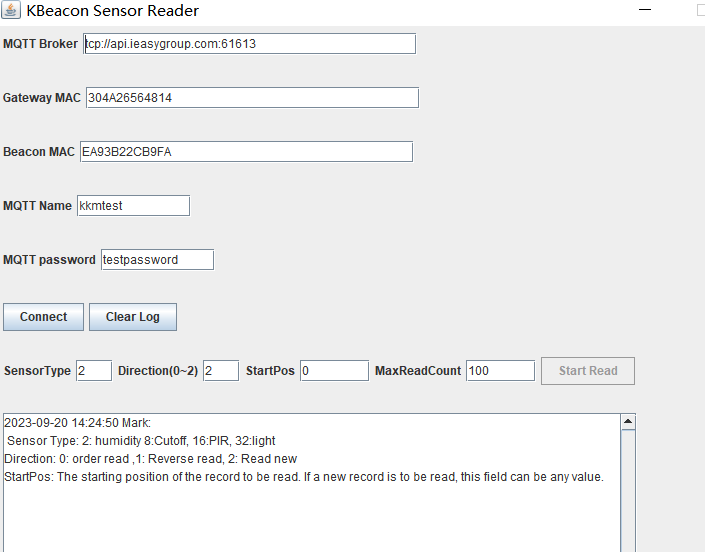 KBeacon Sensor Reader
MQTT Broker tcp://api.ieasygroup.com:61613
Gateway MAC 304A26564814
Beacon MAC EA93B22CB9FA
MQTT Name kkmtest
MQTT password testpassword
Connect Clear Log
SensorType 2 Direction(0~2) 2 StartPos 0 MaxReadCount 100 Start Read
2023-09-20 14:24:50 Mark:
Sensor Type: 2: humidity 8:Cutoff, 16:PIR, 32:light
Direction: 0: order read ,1: Reverse read, 2: Read new
StartPos: The starting position of the record to be read. If a new record is to be read, this field can be any value.